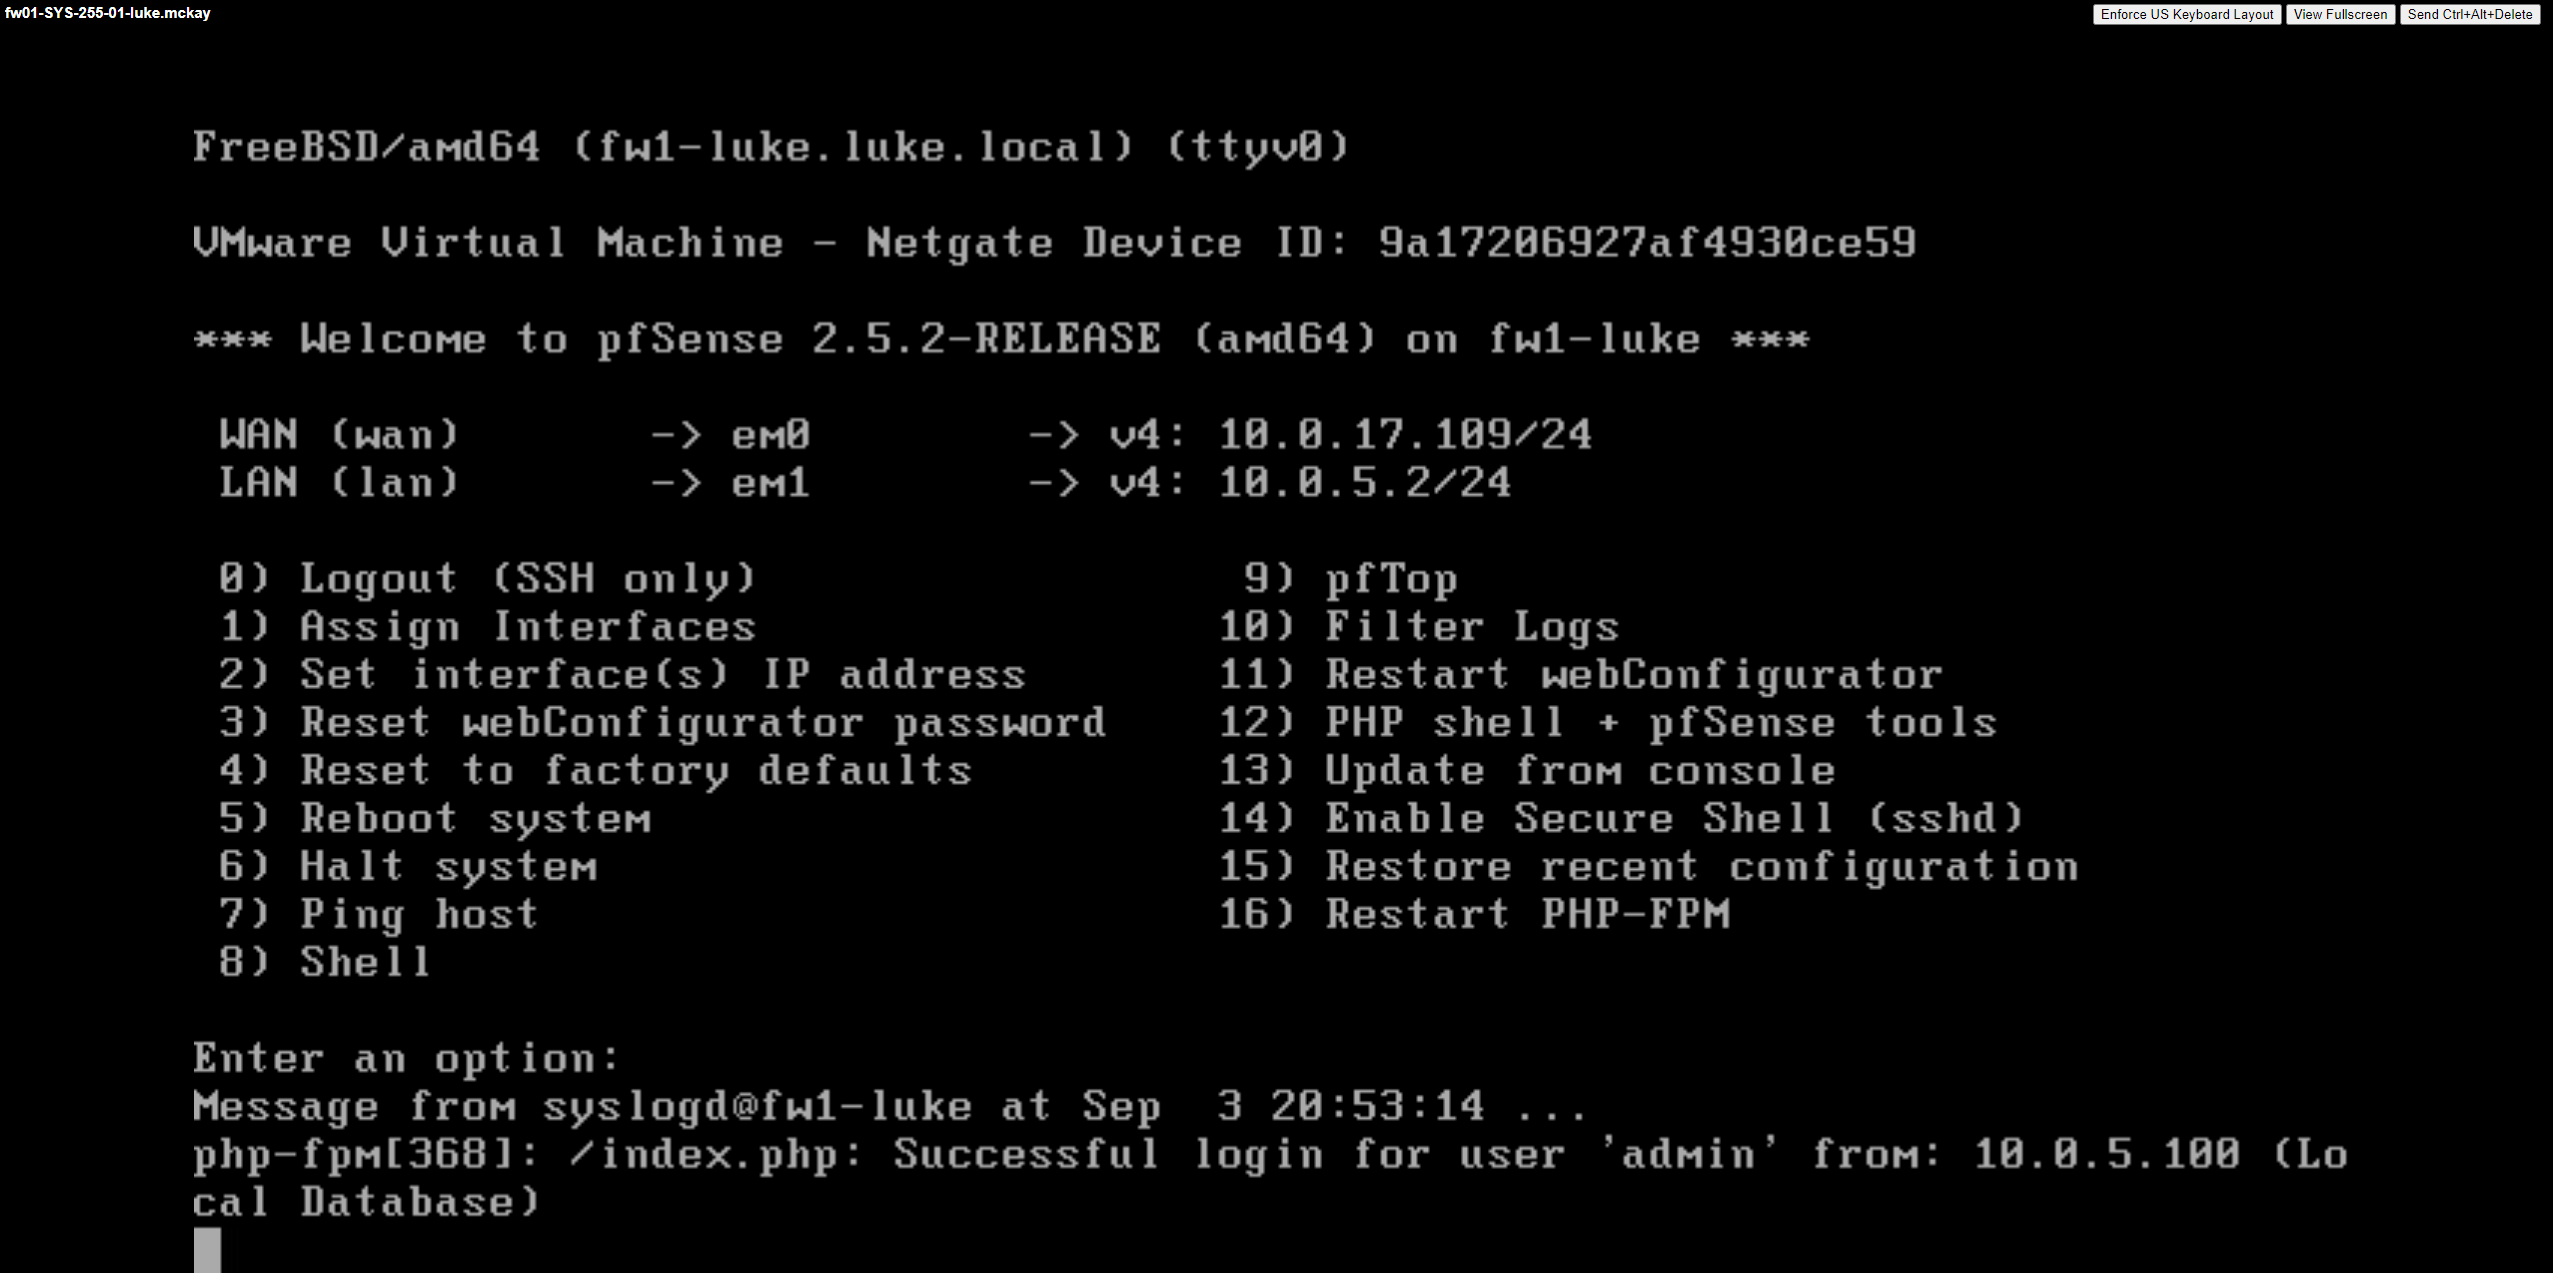 fw01-SYS-255-01-luke.mckay
Enforce US Keyboard Layout View Fullscreen Send Ctrl+Alt+Delete
FreeBSD/amd64 (fw1-luke.luke.local) (ttyv0)
VMware Virtual Machine - Netgate Device ID: 9a17206927af4930ce59
*** Welcome to pfSense 2.5.2-RELEASE (amd64) on fw1-luke ***
WAN (wan) -> em0 -> v4: 10.0.17.109/24
LAN (lan) -> em1 -> v4: 10.0.5.2/24
0) Logout (SSH only) 9) pfTop
1) Assign Interfaces 10) Filter Logs
2) Set interface(s) IP address 11) Restart webConfigurator
3) Reset webConfigurator password 12) PHP shell + pfSense tools
4) Reset to factory defaults 13) Update from console
5) Reboot system 14) Enable Secure Shell (sshd)
6) Halt system 15) Restore recent configuration
7) Ping host 16) Restart PHP-FPM
8) Shell
Enter an option:
Message from syslogd@fw1-luke at Sep  3 20:53:14 ...
php-fpm[368]: /index.php: Successful login for user 'admin' from: 10.0.5.100 (Lo
cal Database)